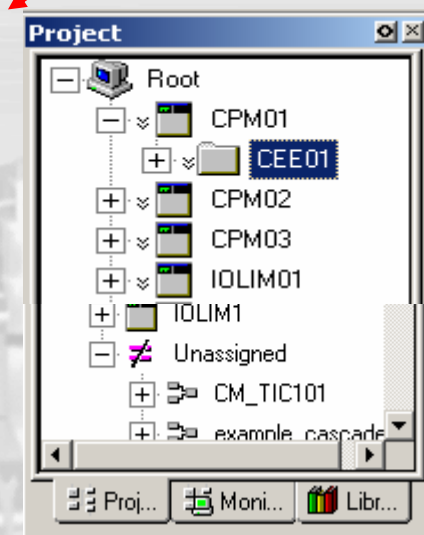 Project
Root
CPM01
CEE01
CPM02
CPM03
IOLIM01
IOLIM1
Unassigned
CM_TIC101
example_cascade
Proj... Moni... Libr...